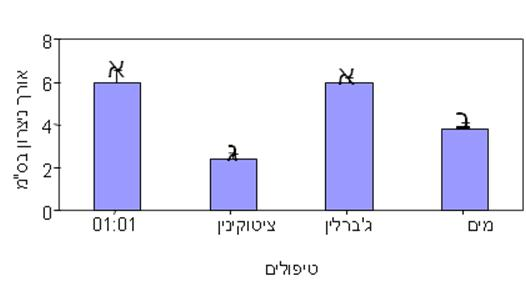 אורך ניצרון בס"מ
8
6
4
2
0
ב
א
ג
א
מים
ג'ברלין
ציטוקינין
01:01
טיפולים